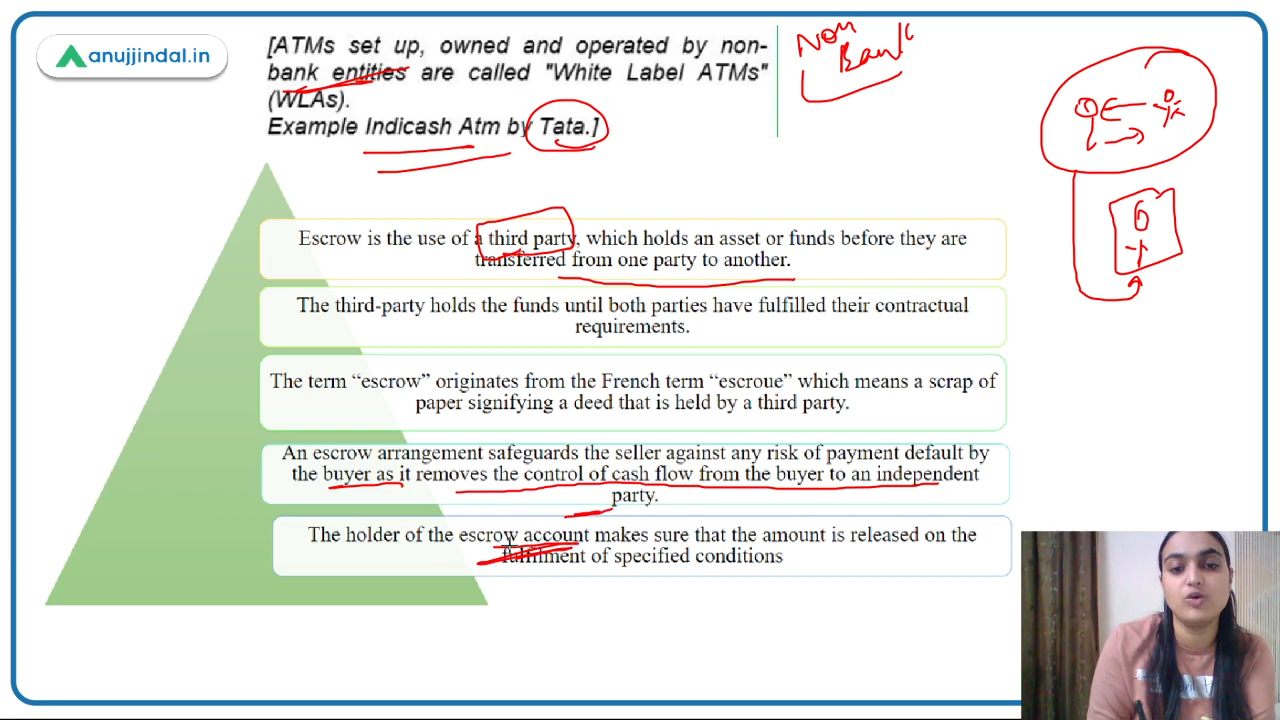 anujjindal.in
[ATMs set up, owned and operated by non-
bank entities are called "White Label ATMs"
(WLAs).
Example Indicash Atm by Tata.]
Non
Bank
Escrow is the use of a third party, which holds an asset or funds before they are
transferred from one party to another.
The third-party holds the funds until both parties have fulfilled their contractual
requirements.
The term “escrow” originates from the French term “escroue” which means a scrap of
paper signifying a deed that is held by a third party.
An escrow arrangement safeguards the seller against any risk of payment default by
the buyer as it removes the control of cash flow from the buyer to an independent
party.
The holder of the escrow account makes sure that the amount is released on the
fulfilment of specified conditions